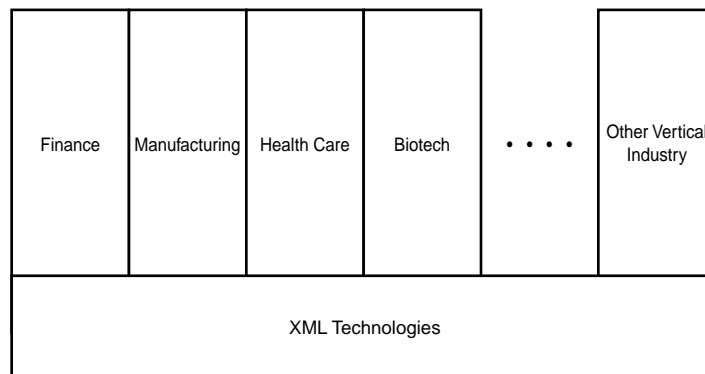 Finance
Manufacturing
Health Care
Biotech
• • • •
Other Vertical
Industry
XML Technologies